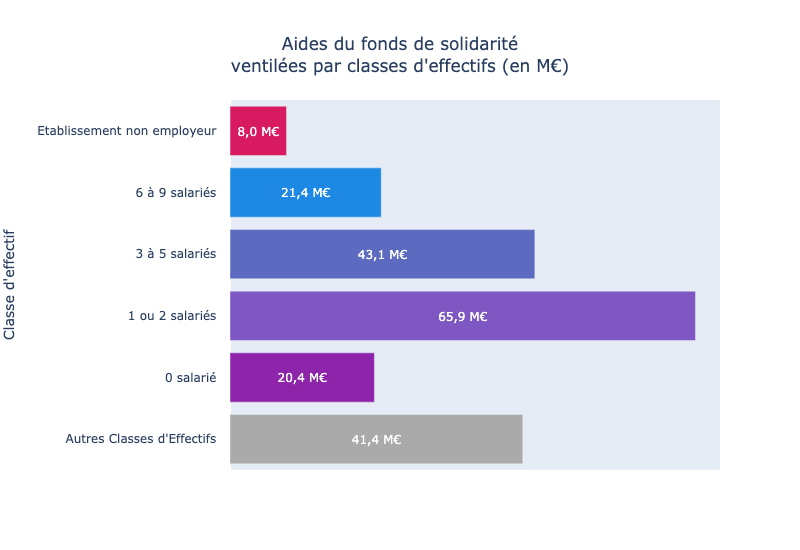 Aides du fonds de solidarité
ventilées par classes d'effectifs (en M€)
Classe d'effectif
Etablissement non employeur
8,0 M€
6 à 9 salariés
21,4 M€
3 à 5 salariés
43,1 M€
1 ou 2 salariés
65,9 M€
0 salarié
20,4 M€
Autres Classes d'Effectifs
41,4 M€